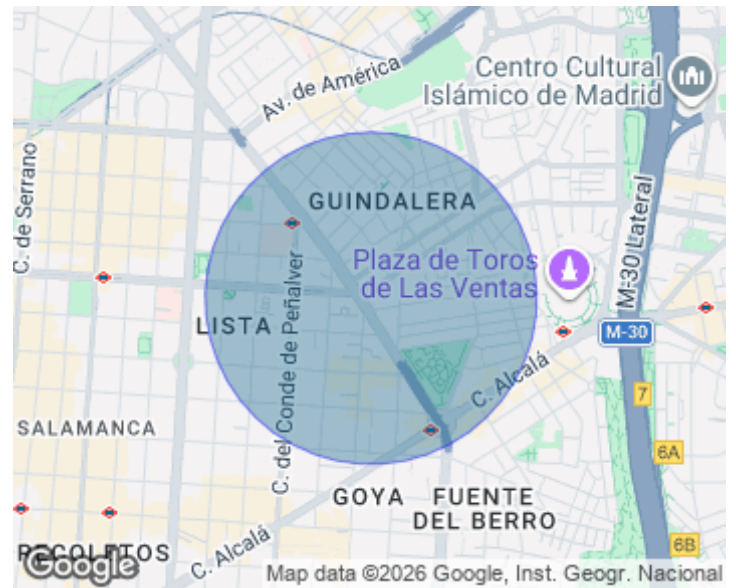 Av. de América
Centro Cultural
Islámico de Madrid
C. de Serrano
GUINDALERA
M-30 Lateral
Plaza de Toros
de Las Ventas
C. del Conde de Peñalver
LISTA
M-30
C. Alcalá
7
SALAMANCA
6A
GOYA
FUENTE
DEL BERRO
RECOLETOS
C. Alcalá
6B
Google
Map data ©2026 Google, Inst. Geogr. Nacional